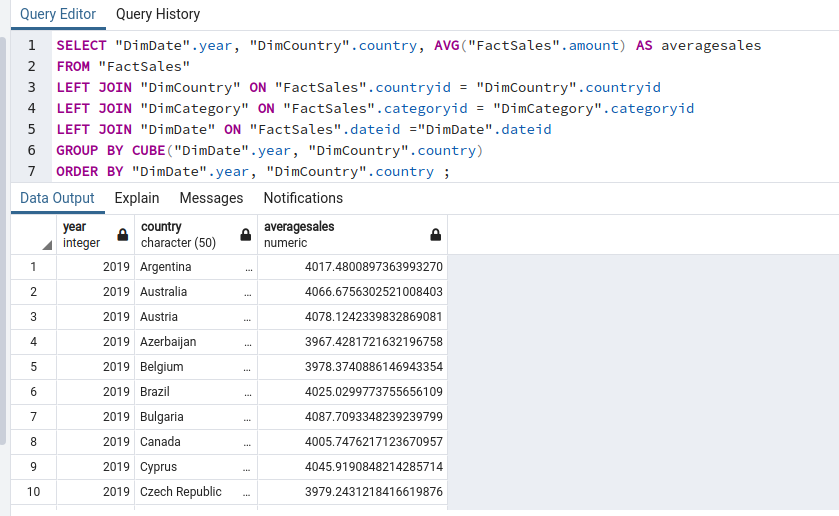 Query Editor Query History
1 SELECT "DimDate".year, "DimCountry".country, AVG("FactSales".amount) AS averagesales
2 FROM "FactSales"
3 LEFT JOIN "DimCountry" ON "FactSales".countryid = "DimCountry".countryid
4 LEFT JOIN "DimCategory" ON "FactSales".categoryid = "DimCategory".categoryid
5 LEFT JOIN "DimDate" ON "FactSales".dateid ="DimDate".dateid
6 GROUP BY CUBE("DimDate".year, "DimCountry".country)
7 ORDER BY "DimDate".year, "DimCountry".country ;
Data Output Explain Messages Notifications
year country averagesales
integer character (50) numeric
1 2019 Argentina ... 4017.4800897363993270
2 2019 Australia ... 4066.6756302521008403
3 2019 Austria ... 4078.1242339832869081
4 2019 Azerbaijan ... 3967.4281721632196758
5 2019 Belgium ... 3978.3740886146943354
6 2019 Brazil ... 4025.0299773755656109
7 2019 Bulgaria ... 4087.7093348239239799
8 2019 Canada ... 4005.7476217123670957
9 2019 Cyprus ... 4045.9190848214285714
10 2019 Czech Republic ... 3979.2431218416619876